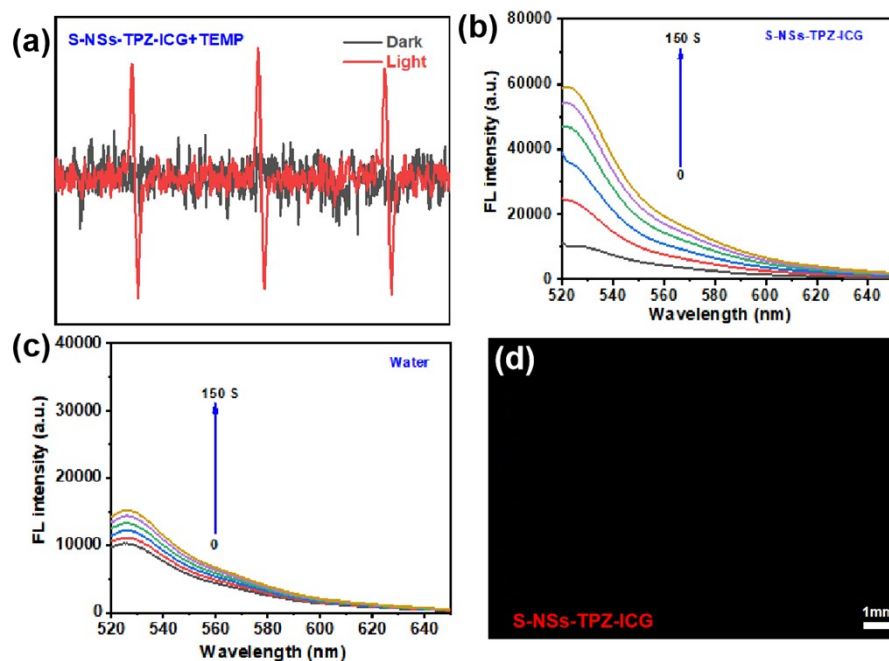 (a)
S-NSs-TPZ-ICG+TEMP
Dark
Light
(b)
80000
60000
40000
20000
0
FL intensity (a.u.)
150 S
0
S-NSs-TPZ-ICG
520 540 560 580 600 620 640
Wavelength (nm)
(c)
40000
30000
20000
10000
0
FL intensity (a.u.)
150 S
0
Water
520 540 560 580 600 620 640
Wavelength (nm)
(d)
S-NSs-TPZ-ICG
1mm